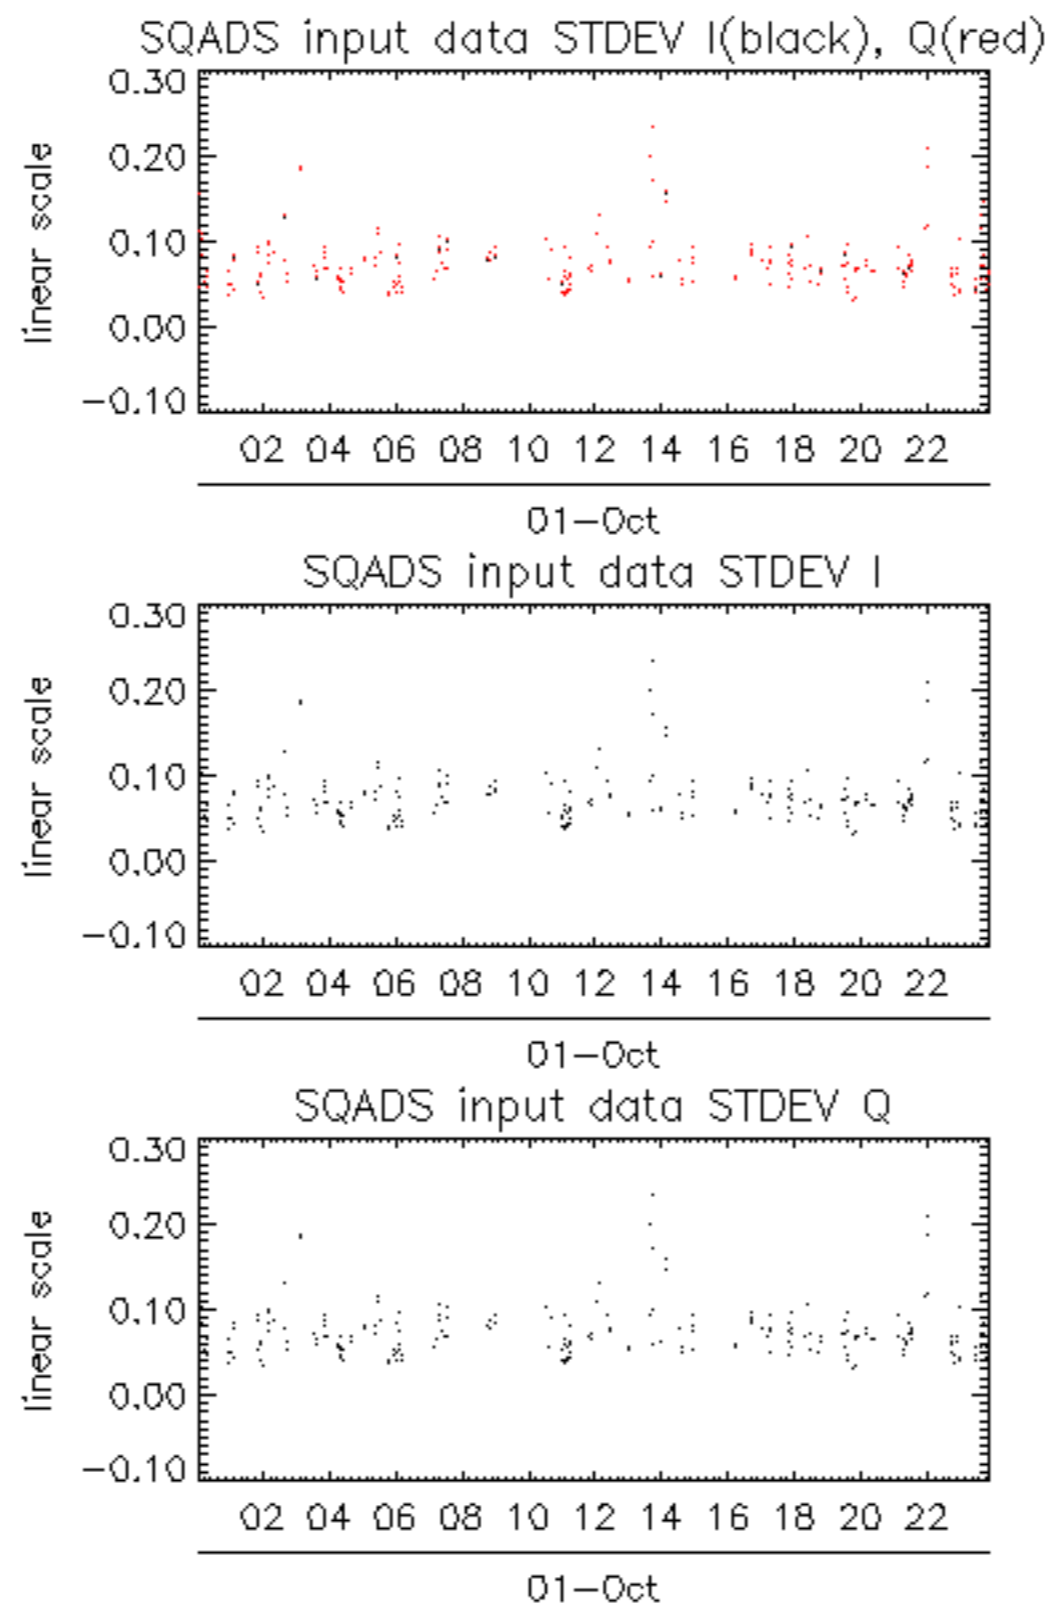 SQADS input data STDEV I(black), Q(red)
0.30
0.20
0.10
0.00
−0.10
linear scale
02 04 06 08 10 12 14 16 18 20 22
01−Oct
SQADS input data STDEV I
0.30
0.20
0.10
0.00
−0.10
linear scale
02 04 06 08 10 12 14 16 18 20 22
01−Oct
SQADS input data STDEV Q
0.30
0.20
0.10
0.00
−0.10
linear scale
02 04 06 08 10 12 14 16 18 20 22
01−Oct